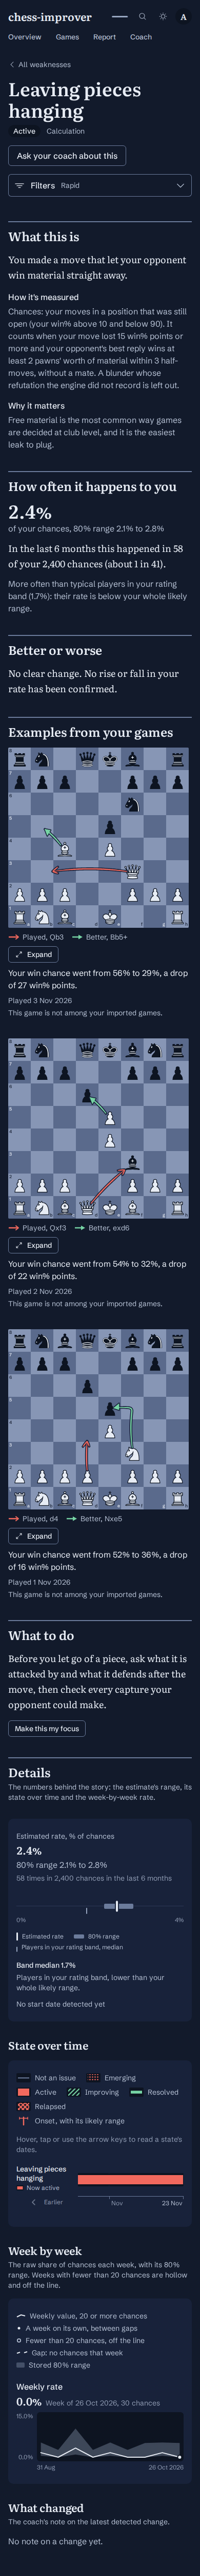 chess-improver
A
Overview Games Report Coach
All weaknesses
Leaving pieces
hanging
Active Calculation
Ask your coach about this
Filters Rapid
What this is
You made a move that let your opponent
win material straight away.
How it's measured
Chances: your moves in a position that was still
open (your win% above 10 and below 90). It
counts when your move lost 15 win% points or
more and your opponent's best reply wins at
least 2 pawns' worth of material within 3 half-
moves, without a mate. A blunder whose
refutation the engine did not record is left out.
Why it matters
Free material is the most common way games
are decided at club level, and it is the easiest
leak to plug.
How often it happens to you
2.4%
of your chances, 80% range 2.1% to 2.8%
In the last 6 months this happened in 58
of your 2,400 chances (about 1 in 41).
More often than typical players in your rating
band (1.7%): their rate is below your whole likely
range.
Better or worse
No clear change. No rise or fall in your
rate has been confirmed.
Examples from your games
Played, Qb3 Better, Bb5+
Expand
Your win chance went from 56% to 29%, a drop
of 27 win% points.
Played 3 Nov 2026
This game is not among your imported games.
Played, Qxf3 Better, exd6
Expand
Your win chance went from 54% to 32%, a drop
of 22 win% points.
Played 2 Nov 2026
This game is not among your imported games.
Played, d4 Better, Nxe5
Expand
Your win chance went from 52% to 36%, a drop
of 16 win% points.
Played 1 Nov 2026
This game is not among your imported games.
What to do
Before you let go of a piece, ask what it is
attacked by and what it defends after the
move, then check every capture your
opponent could make.
Make this my focus
Details
The numbers behind the story: the estimate's range, its
state over time and the week-by-week rate.
Estimated rate, % of chances
2.4%
80% range 2.1% to 2.8%
58 times in 2,400 chances in the last 6 months
0% 4%
Estimated rate 80% range
Players in your rating band, median
Band median 1.7%
Players in your rating band, lower than your
whole likely range.
No start date detected yet
State over time
Not an issue Emerging
Active Improving Resolved
Relapsed
Onset, with its likely range
Hover, tap or use the arrow keys to read a state's
dates.
Leaving pieces
hanging
Now active
Earlier
Nov 23 Nov
Week by week
The raw share of chances each week, with its 80%
range. Weeks with fewer than 20 chances are hollow
and off the line.
Weekly value, 20 or more chances
A week on its own, between gaps
Fewer than 20 chances, off the line
Gap: no chances that week
Stored 80% range
Weekly rate
0.0% Week of 26 Oct 2026, 30 chances
15.0%
0.0%
31 Aug 26 Oct 2026
What changed
The coach's note on the latest detected change.
No note on a change yet.